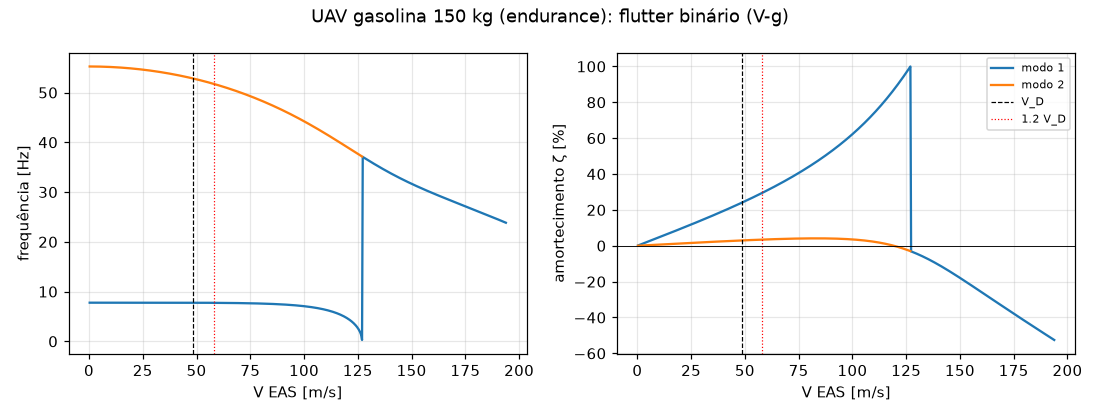 UAV gasolina 150 kg (endurance): flutter binário (V-g)
frequência [Hz]
50
40
30
20
10
0
0 25 50 75 100 125 150 175 200
V EAS [m/s]
amortecimento ζ [%]
100
80
60
40
20
0
−20
−40
−60
0 25 50 75 100 125 150 175 200
V EAS [m/s]
modo 1
modo 2
V_D
1.2 V_D